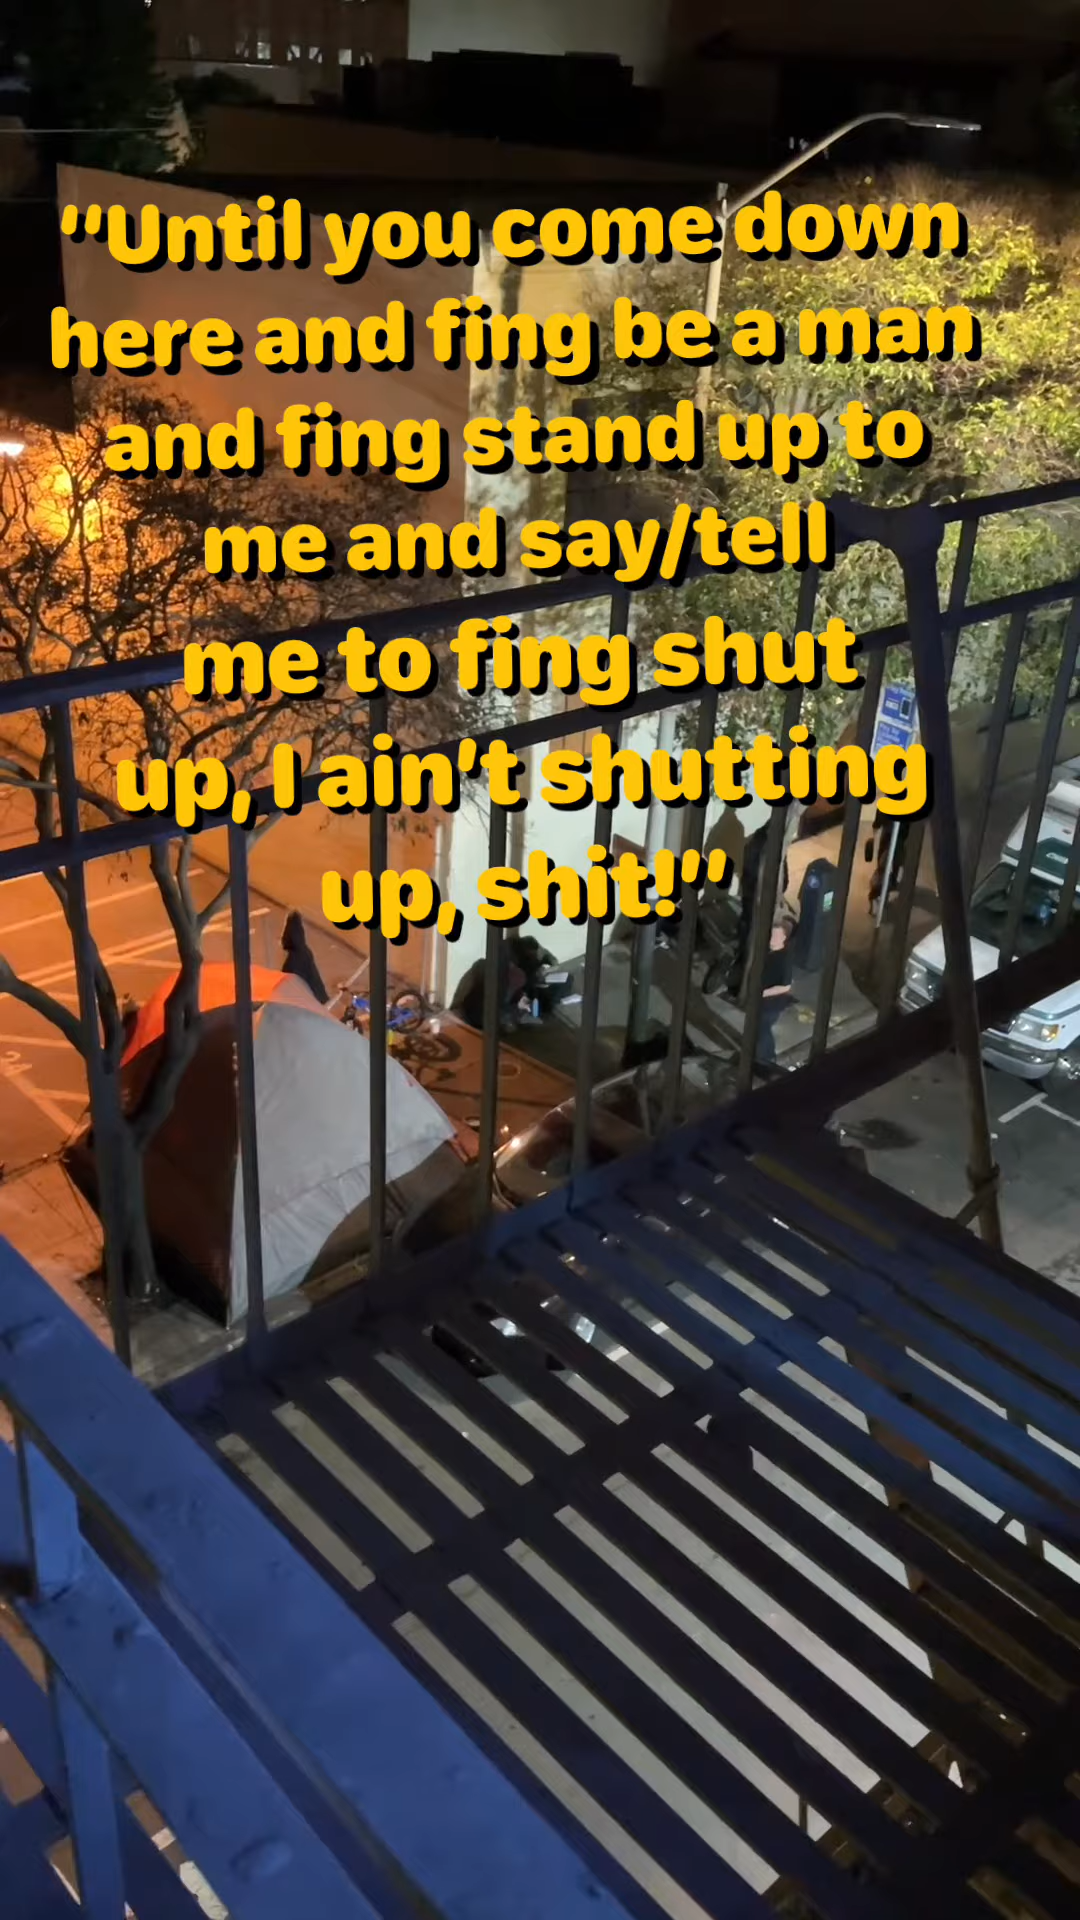 "Until you come down
here and fing be a man
and fing stand up to
me and say/tell
me to fing shut
up, I ain't shutting
up, shit!"